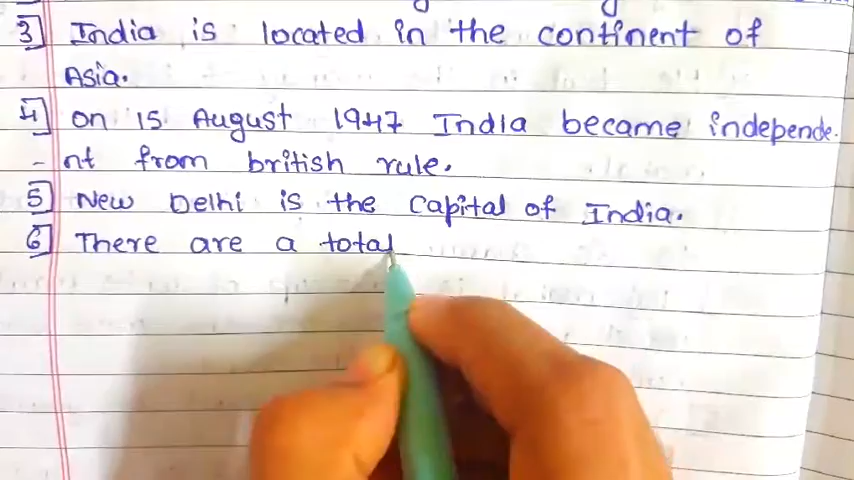 3] India is located in the continent of
Asia.
4] on 15 August 1947 India became independe.
- nt from british rule.
5] New Delhi is the capital of India.
6] There are a total